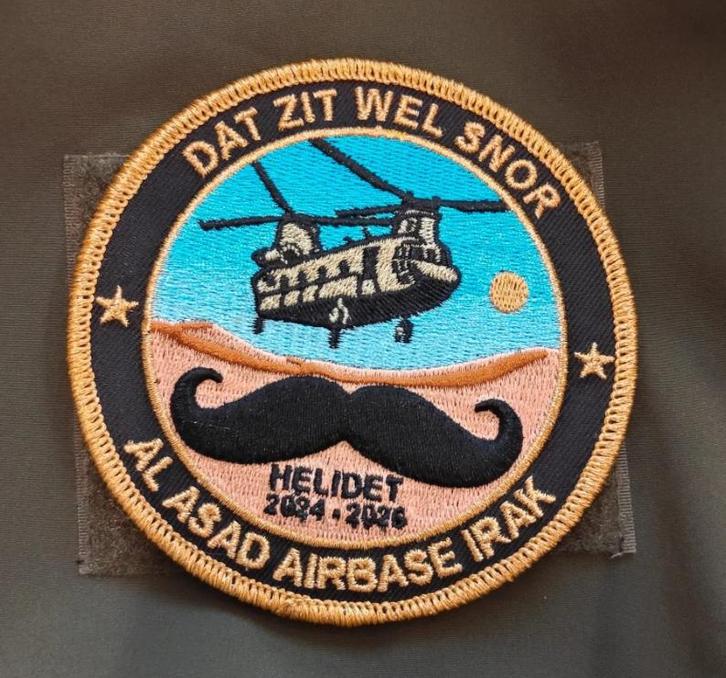 DAT ZIT WEL SNOR
HELIDET
2024 - 2026
AL ASAD AIRBASE IRAK